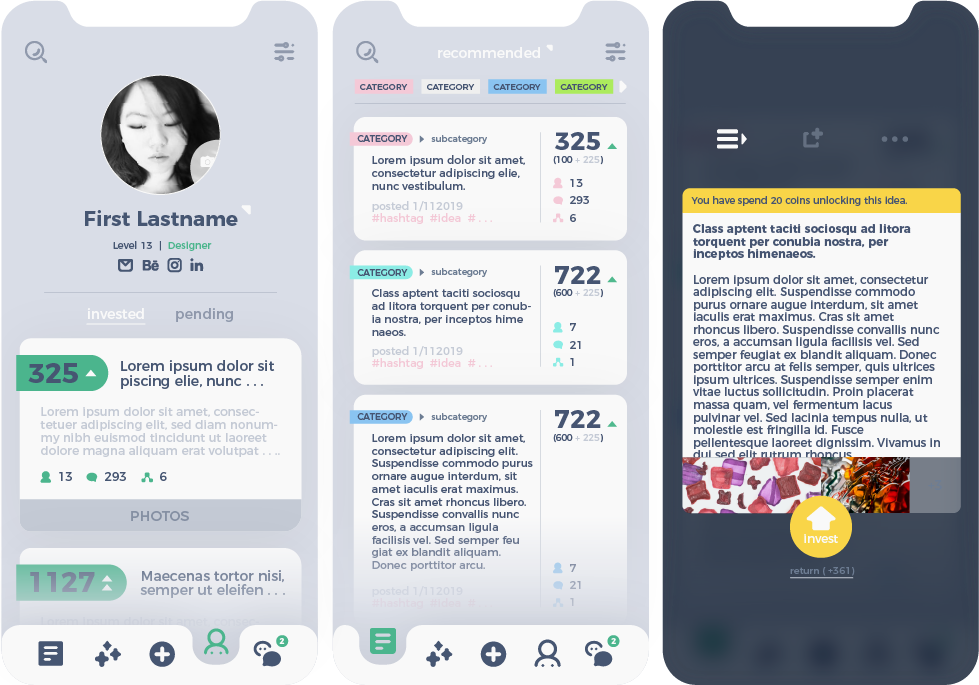 First Lastname
Level 13 | Designer
Bē in
invested pending
325
Lorem ipsum dolor sit
piscing elie, nunc . . .
Lorem ipsum dolor sit amet, consec-
tetuer adipiscing elit, sed diam nonum-
my nibh euismod tincidunt ut laoreet
dolore magna aliquam erat volutpat . . . .
13 293 6
PHOTOS
1127
Maecenas tortor nisi,
semper ut eleifen . . .
2
recommended
CATEGORY CATEGORY CATEGORY CATEGORY
CATEGORY subcategory
Lorem ipsum dolor sit amet,
consectetur adipiscing elie,
nunc vestibulum.
posted 1/112019
#hashtag #idea # . . .
325
(100 + 225)
13
293
6
CATEGORY subcategory
Class aptent taciti sociosqu
ad litora torquent per conub-
ia nostra, per inceptos hime
naeos.
posted 1/112019
#hashtag #idea # . . .
722
(600 + 225)
7
21
1
CATEGORY subcategory
Lorem ipsum dolor sit amet,
consectetur adipiscing elit.
Suspendisse commodo purus
ornare augue interdum, sit
amet iaculis erat maximus.
Cras sit amet rhoncus libero.
Suspendisse convallis nunc
eros, a accumsan ligula
facilisis vel. Sed semper feu
giat ex blandit aliquam.
Donec porttitor arcu.
posted 1/112019
#hashtag #idea #
722
(600 + 225)
7
21
1
2
You have spend 20 coins unlocking this idea.
Class aptent taciti sociosqu ad litora
torquent per conubia nostra, per
inceptos himenaeos.
Lorem ipsum dolor sit amet, consectetur
adipiscing elit. Suspendisse commodo
purus ornare augue interdum, sit amet
iaculis erat maximus. Cras sit amet
rhoncus libero. Suspendisse convallis nunc
eros, a accumsan ligula facilisis vel. Sed
semper feugiat ex blandit aliquam. Donec
porttitor arcu at felis semper, quis ultrices
ipsum ultrices. Suspendisse semper enim
vitae luctus sollicitudin. Proin placerat
massa quam, vel fermentum lacus
pulvinar vel. Sed lacinia tempus nulla, ut
molestie est fringilla id. Fusce
pellentesque laoreet dignissim. Vivamus in
dui sed elit rutrum rhoncus
Invest
return ( +361)